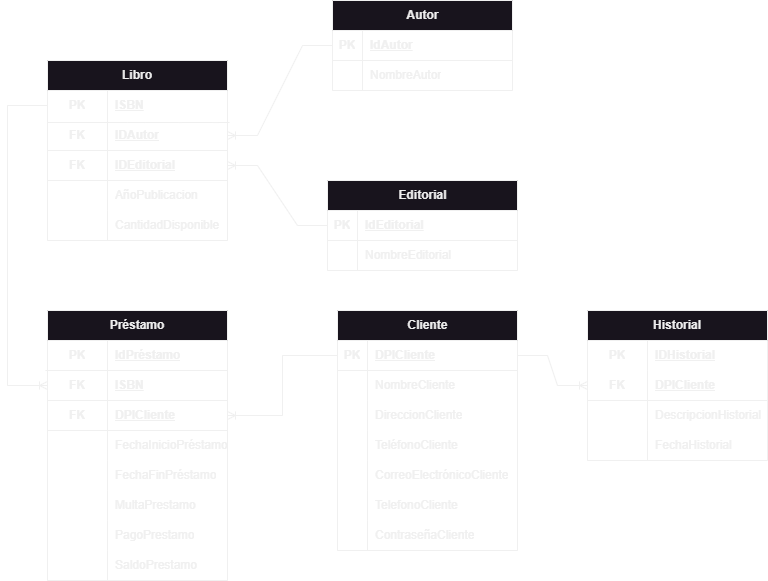 Autor
PK IdAutor
NombreAutor
Libro
PK ISBN
FK IDAutor
FK IDEditorial
AñoPublicacion
CantidadDisponible
Editorial
PK IdEditorial
NombreEditorial
Préstamo
PK IdPréstamo
FK ISBN
FK DPICliente
FechaInicioPréstamo
FechaFinPréstamo
MultaPrestamo
PagoPrestamo
SaldoPrestamo
Cliente
PK DPICliente
NombreCliente
DireccionCliente
TeléfonoCliente
CorreoElectrónicoCliente
TelefonoCliente
ContraseñaCliente
Historial
PK IDHistorial
FK DPICliente
DescripcionHistorial
FechaHistorial